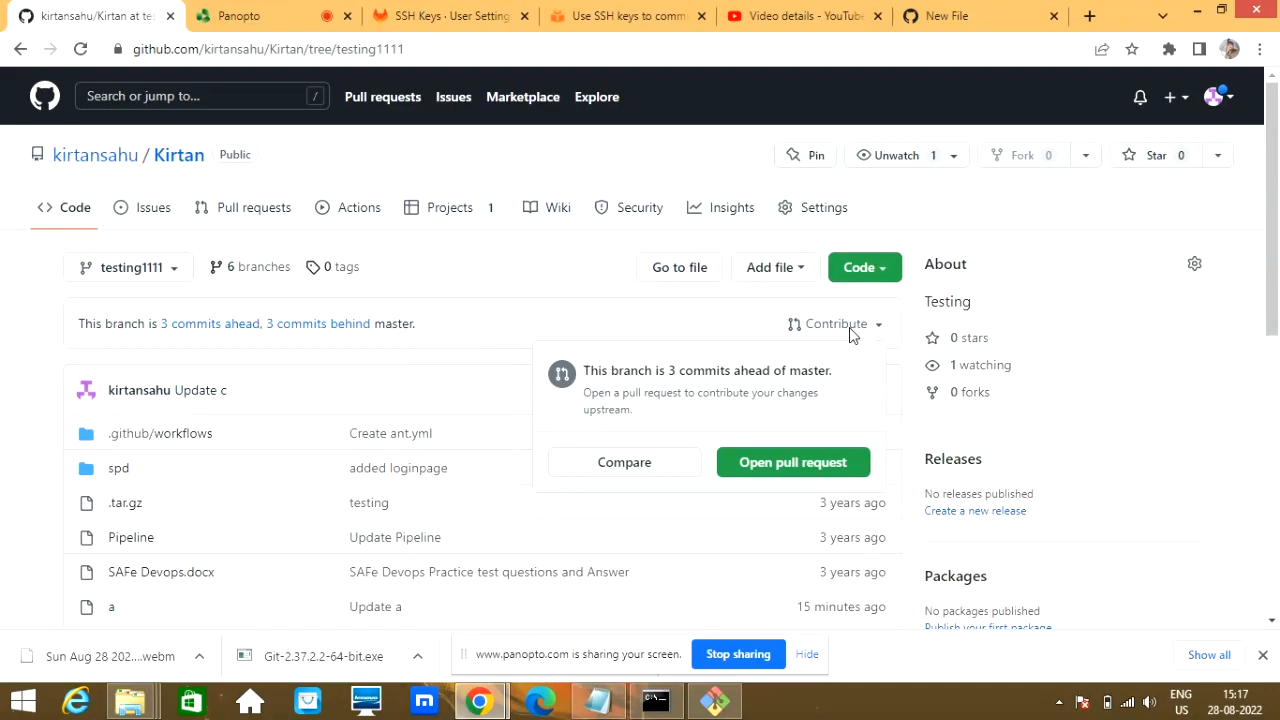 kirtansahu/Kirtan at te
Panopto
SSH Keys · User Setting
Use SSH keys to comm
Video details - YouTube
New File
github.com/kirtansahu/Kirtan/tree/testing1111
Search or jump to...
/
Pull requests
Issues
Marketplace
Explore
kirtansahu / Kirtan
Public
Pin
Unwatch 1
Fork 0
Star 0
Code
Issues
Pull requests
Actions
Projects 1
Wiki
Security
Insights
Settings
testing1111
6 branches
0 tags
Go to file
Add file
Code
About
Testing
This branch is 3 commits ahead, 3 commits behind master.
Contribute
0 stars
1 watching
0 forks
This branch is 3 commits ahead of master.
Open a pull request to contribute your changes
upstream.
Compare
Open pull request
kirtansahu Update c
.github/workflows
Create ant.yml
spd
added loginpage
.tar.gz
testing
3 years ago
Pipeline
Update Pipeline
3 years ago
SAFe Devops.docx
SAFe Devops Practice test questions and Answer
3 years ago
a
Update a
15 minutes ago
Releases
No releases published
Create a new release
Packages
No packages published
Publish your first package
Sun Aug 28 202....webm
Git-2.37.2.2-64-bit.exe
www.panopto.com is sharing your screen.
Stop sharing
Hide
Show all
ENG
US
15:17
28-08-2022